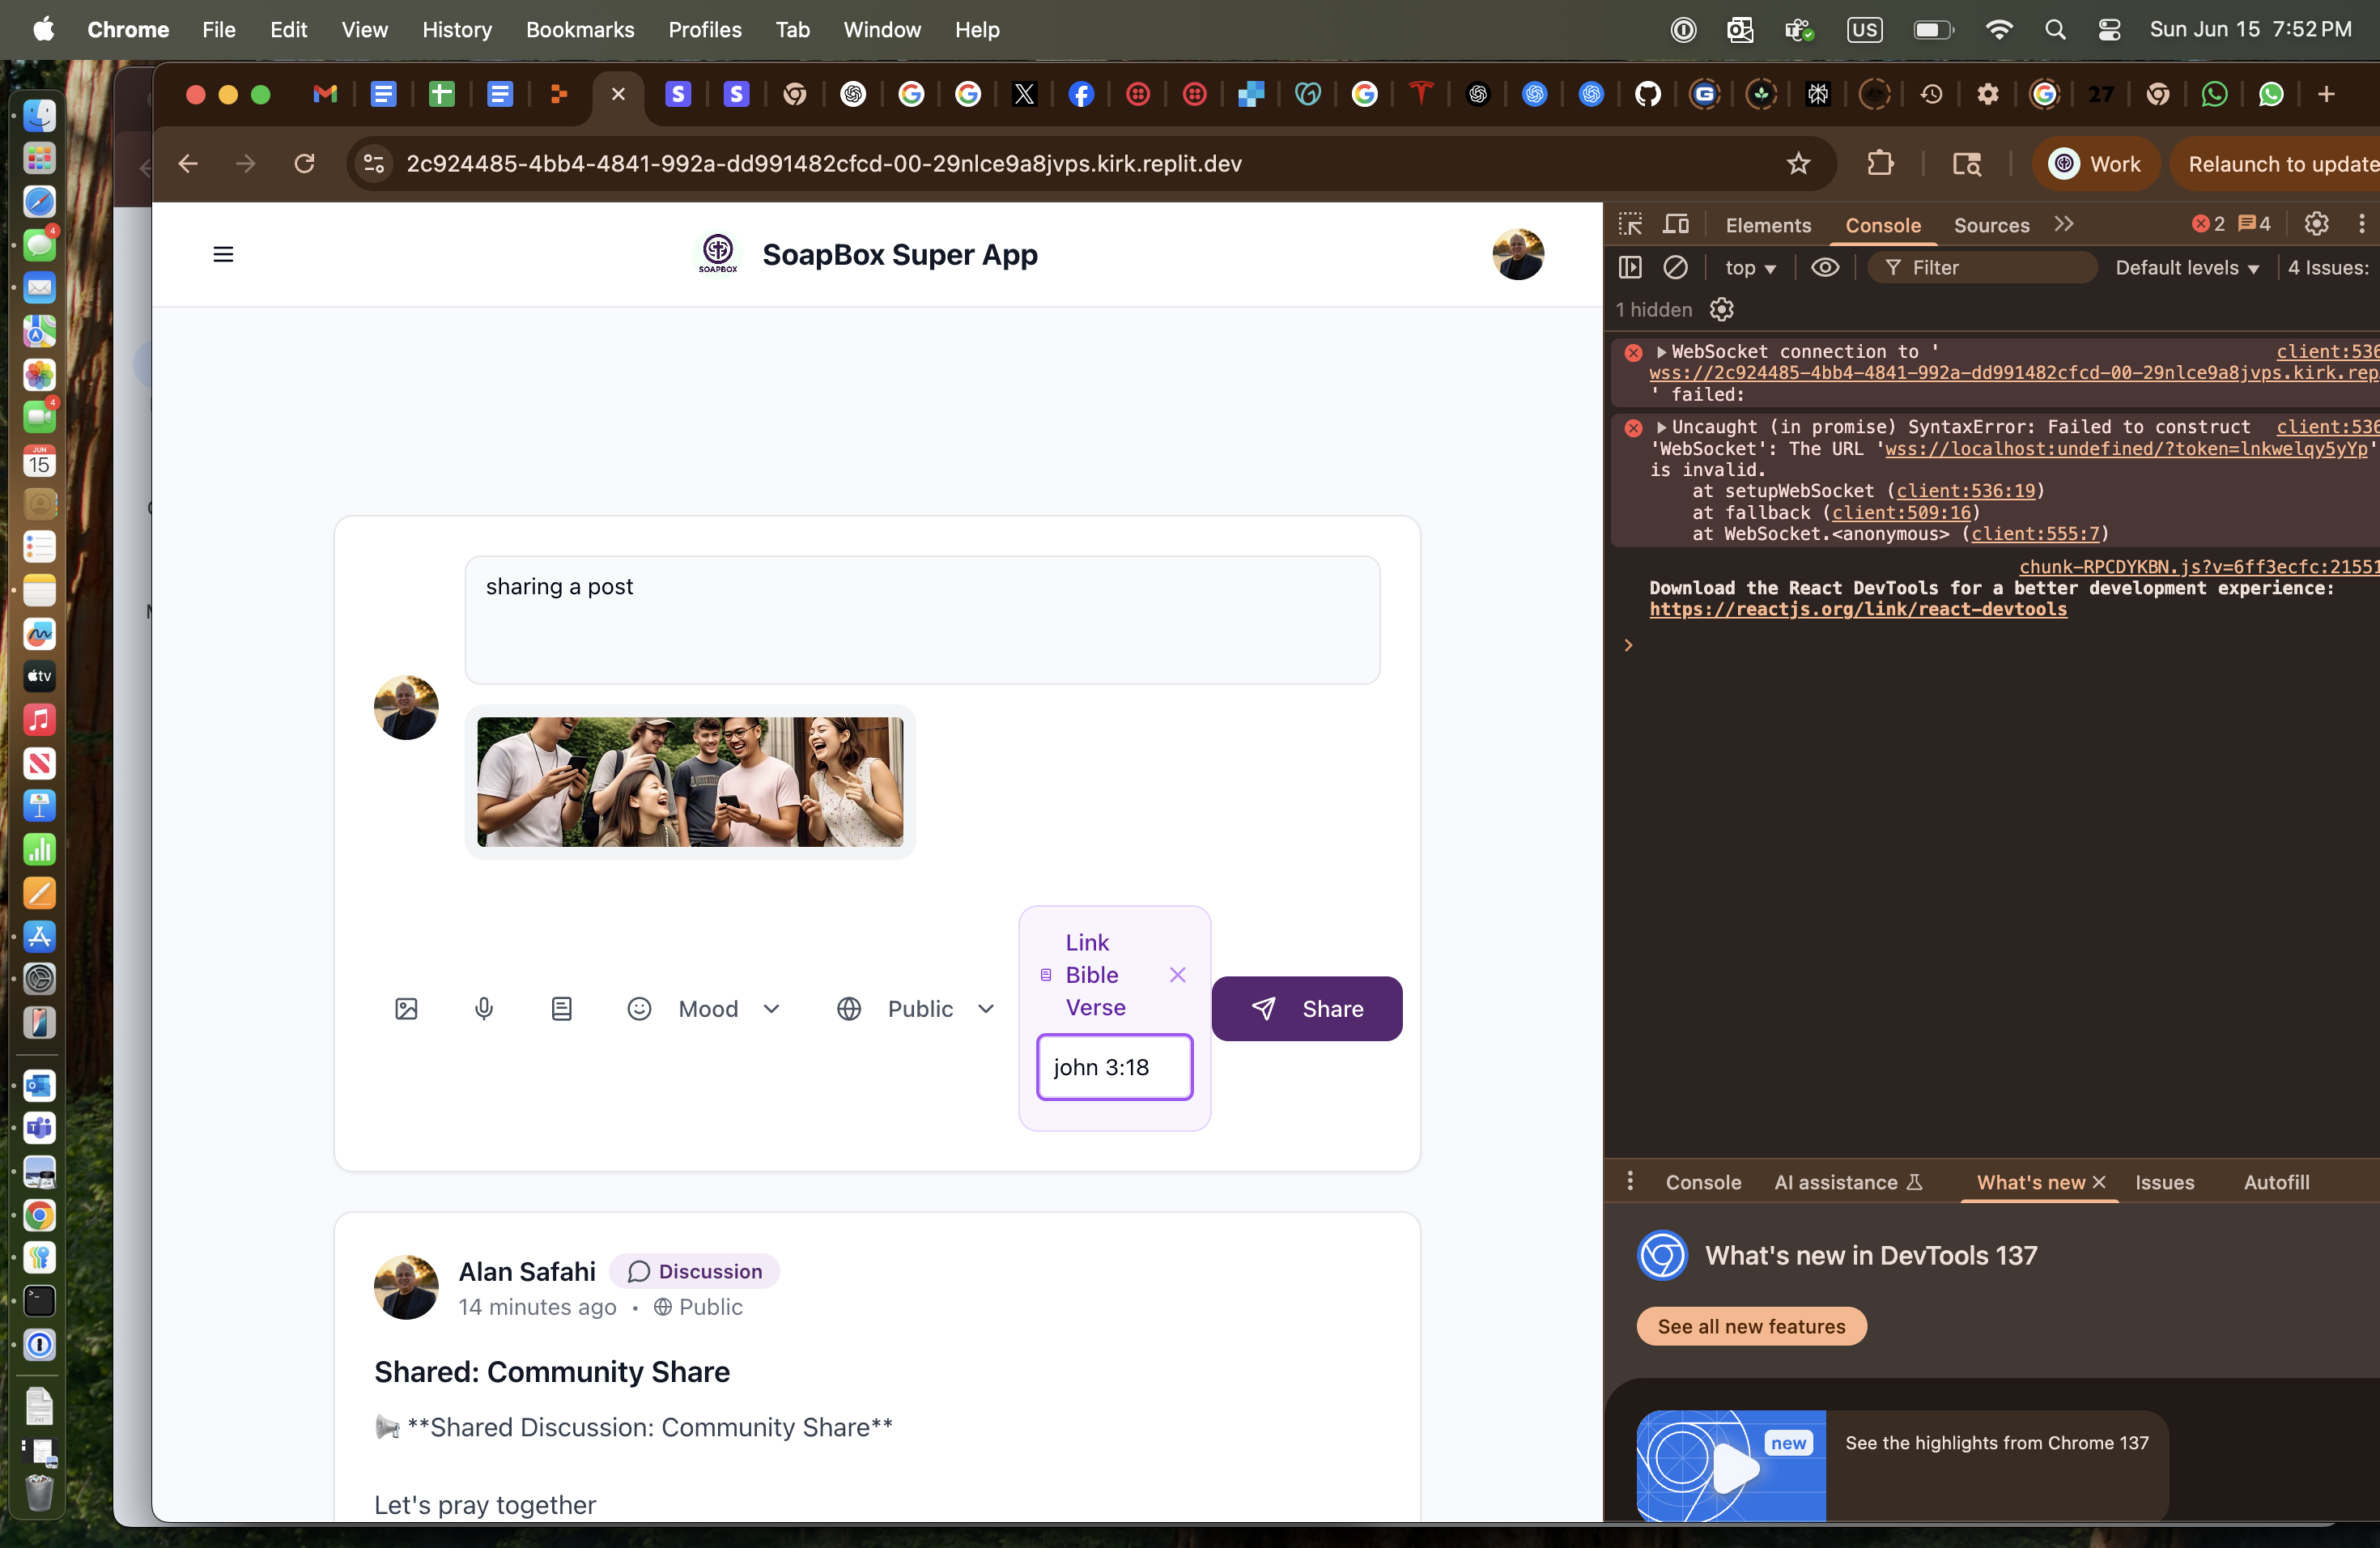 Chrome File Edit View History Bookmarks Profiles Tab Window Help
US
Sun Jun 15 7:52 PM
27
2c924485-4bb4-4841-992a-dd991482cfcd-00-29nlce9a8jvps.kirk.replit.dev
Work
Relaunch to update
SOAPBOX
SoapBox Super App
sharing a post
Mood
Public
Link
Bible
Verse
john 3:18
Share
Alan Safahi
Discussion
14 minutes ago • Public
Shared: Community Share
**Shared Discussion: Community Share**
Let's pray together
Elements Console Sources
2 4
top
Filter
Default levels
4 Issues:
1 hidden
WebSocket connection to ' client:536
wss://2c924485-4bb4-4841-992a-dd991482cfcd-00-29nlce9a8jvps.kirk.rep
' failed:
Uncaught (in promise) SyntaxError: Failed to construct client:536
'WebSocket': The URL 'wss://localhost:undefined/?token=lnkwelqy5yYp'
is invalid.
at setupWebSocket (client:536:19)
at fallback (client:509:16)
at WebSocket.<anonymous> (client:555:7)
chunk-RPCDYKBN.js?v=6ff3ecfc:21551
Download the React DevTools for a better development experience:
https://reactjs.org/link/react-devtools
Console AI assistance What's new Issues Autofill
What's new in DevTools 137
See all new features
new
See the highlights from Chrome 137
4
4
JUN
15
tv